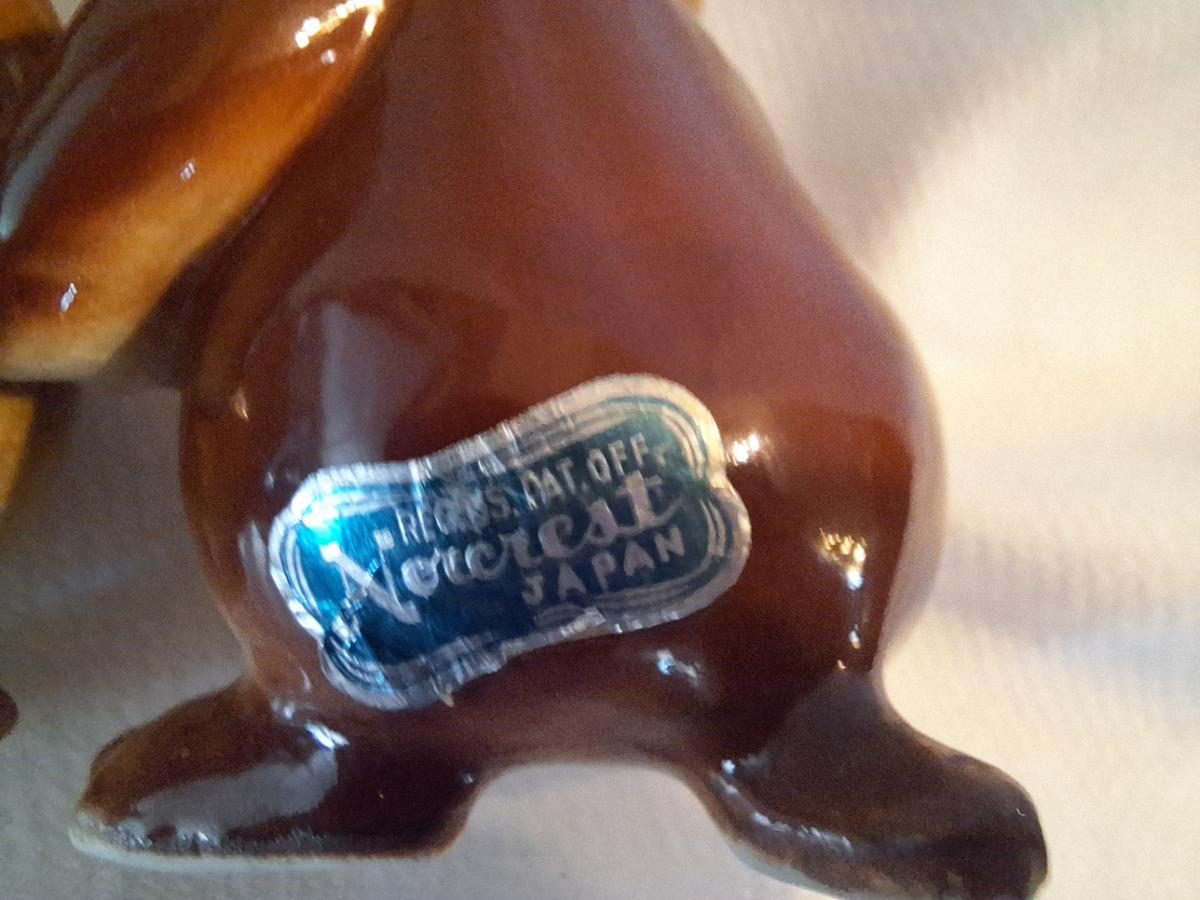 REG. U.S. PAT. OFF.
Norcrest
JAPAN